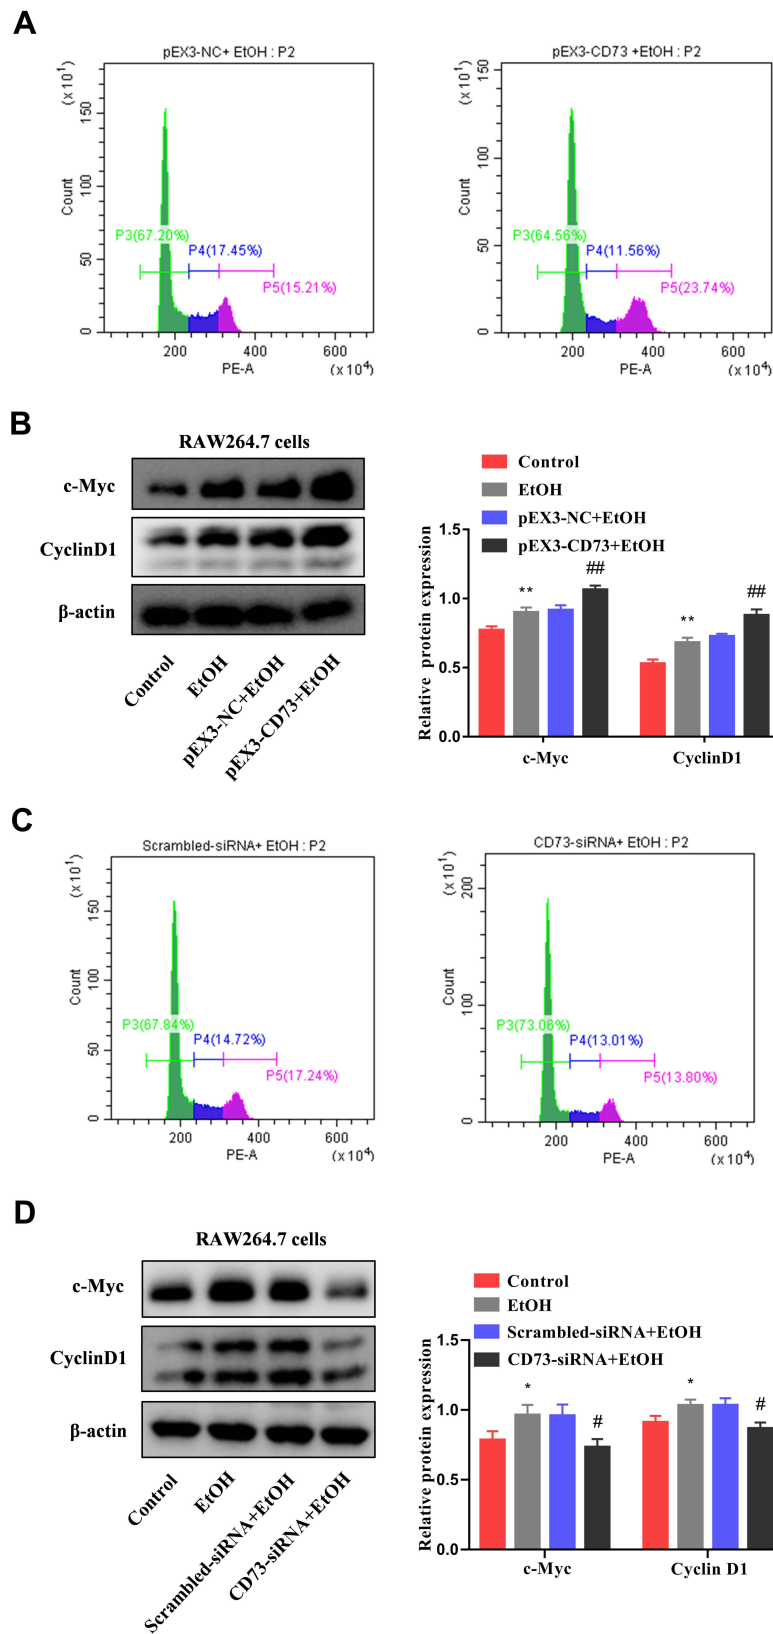 A
pEX3-NC+ EtOH : P2
(x 10¹)
Count
150
100
50
0
P3(67.20%)
P4(17.45%)
P5(15.21%)
200 400 600
PE-A (x 10⁴)
pEX3-CD73 +EtOH : P2
(x 10¹)
Count
150
100
50
0
P3(64.56%)
P4(11.56%)
P5(23.74%)
200 400 600
PE-A (x 10⁴)
B
RAW264.7 cells
c-Myc
CyclinD1
β-actin
Control
EtOH
pEX3-NC+EtOH
pEX3-CD73+EtOH
Control
EtOH
pEX3-NC+EtOH
pEX3-CD73+EtOH
Relative protein expression
1.5
1.0
0.5
0.0
** ## ** ##
c-Myc CyclinD1
C
Scrambled-siRNA+ EtOH : P2
(x 10¹)
Count
150
100
50
0
P3(67.84%)
P4(14.72%)
P5(17.24%)
200 400 600
PE-A (x 10⁴)
CD73-siRNA+ EtOH : P2
(x 10¹)
Count
200
100
0
P3(73.06%)
P4(13.01%)
P5(13.80%)
200 400 600
PE-A (x 10⁴)
D
RAW264.7 cells
c-Myc
CyclinD1
β-actin
Control
EtOH
Scrambled-siRNA+EtOH
CD73-siRNA+EtOH
Control
EtOH
Scrambled-siRNA+EtOH
CD73-siRNA+EtOH
Relative protein expression
1.5
1.0
0.5
0.0
* # * #
c-Myc Cyclin D1